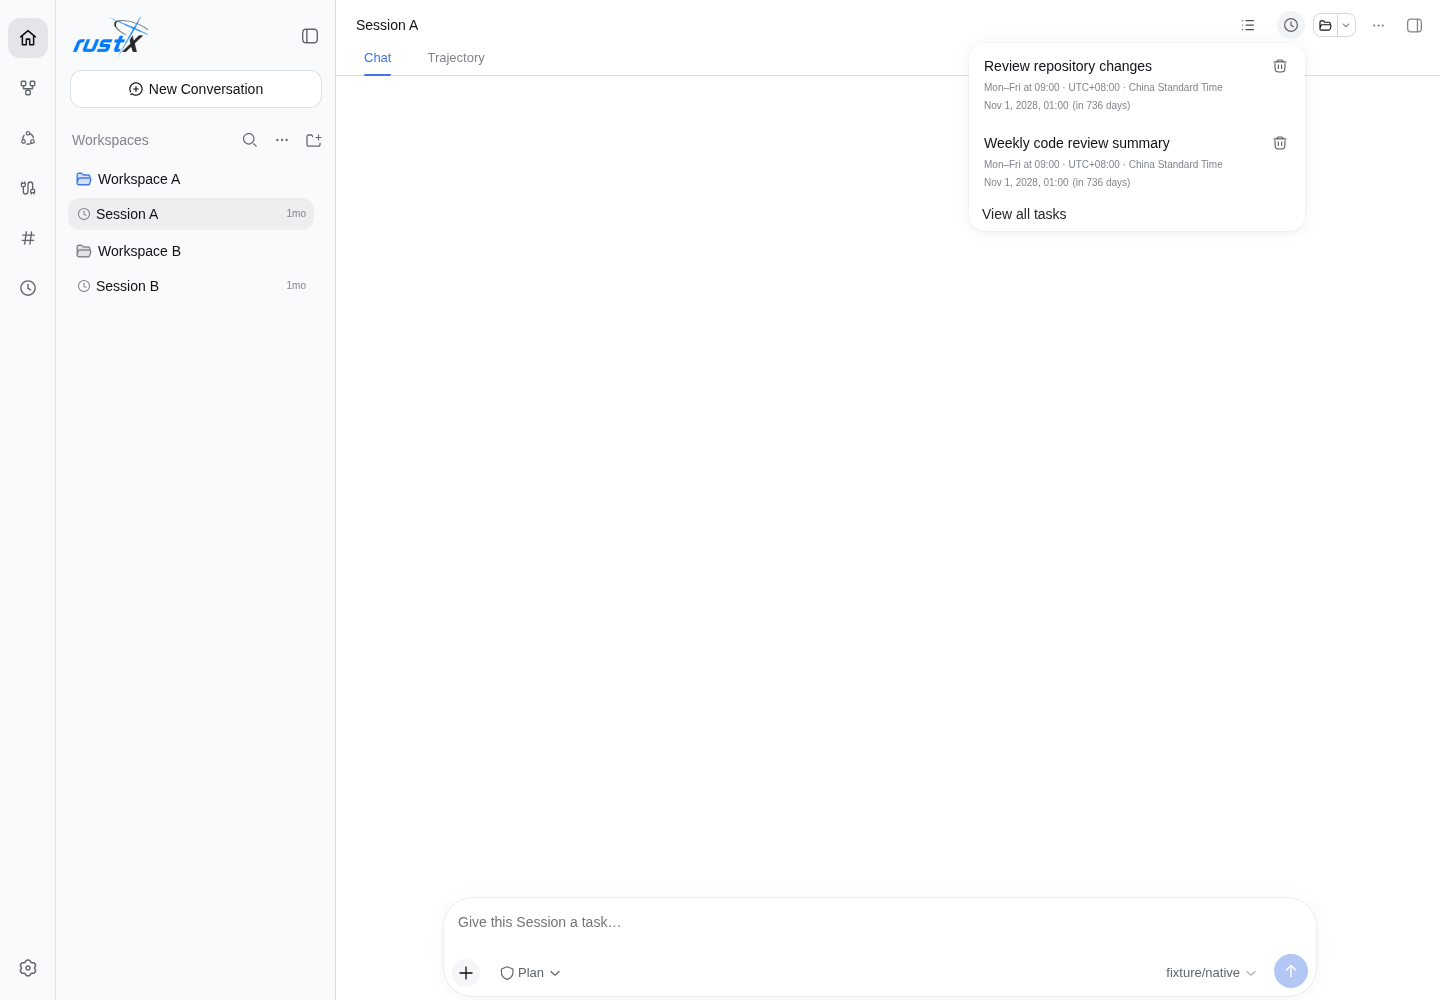 rustX
New Conversation
Workspaces
Workspace A
Session A 1mo
Workspace B
Session B 1mo
Session A
Chat Trajectory
Review repository changes
Mon–Fri at 09:00 · UTC+08:00 · China Standard Time
Nov 1, 2028, 01:00 (in 736 days)
Weekly code review summary
Mon–Fri at 09:00 · UTC+08:00 · China Standard Time
Nov 1, 2028, 01:00 (in 736 days)
View all tasks
Give this Session a task…
Plan
fixture/native